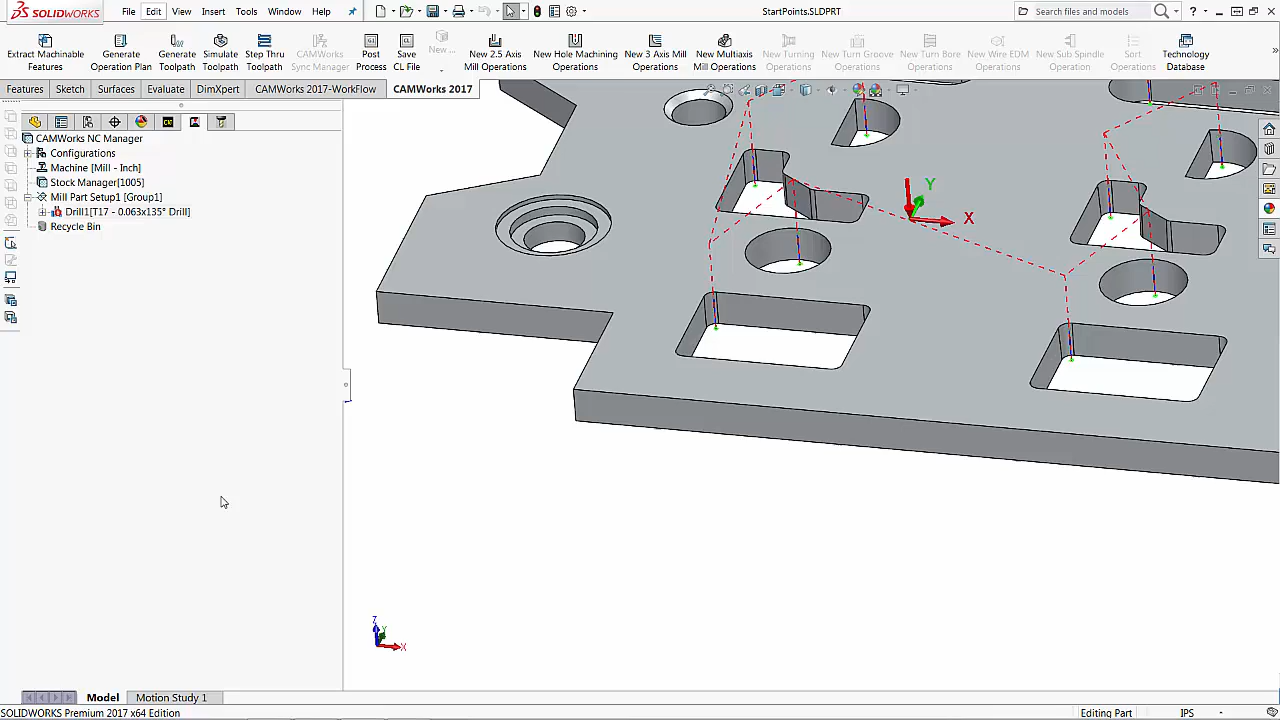 SOLIDWORKS File Edit View Insert Tools Window Help StartPoints.SLDPRT Search files and models
Extract Machinable Features
Generate Operation Plan
Generate Toolpath
Simulate Toolpath
Step Thru Toolpath
CAMWorks Sync Manager
Post Process
Save CL File
New ...
New 2.5 Axis Mill Operations
New Hole Machining Operations
New 3 Axis Mill Operations
New Multiaxis Mill Operations
New Turning Operations
New Turn Groove Operations
New Turn Bore Operations
New Wire EDM Operations
New Sub Spindle Operations
Sort Operations
Technology Database
Features Sketch Surfaces Evaluate DimXpert CAMWorks 2017-WorkFlow CAMWorks 2017
CAMWorks NC Manager
Configurations
Machine [Mill - Inch]
Stock Manager[1005]
Mill Part Setup1 [Group1]
Drill1[T17 - 0.063x135° Drill]
Recycle Bin
Y
X
Z
Y
X
Model Motion Study 1
SOLIDWORKS Premium 2017 x64 Edition Editing Part IPS